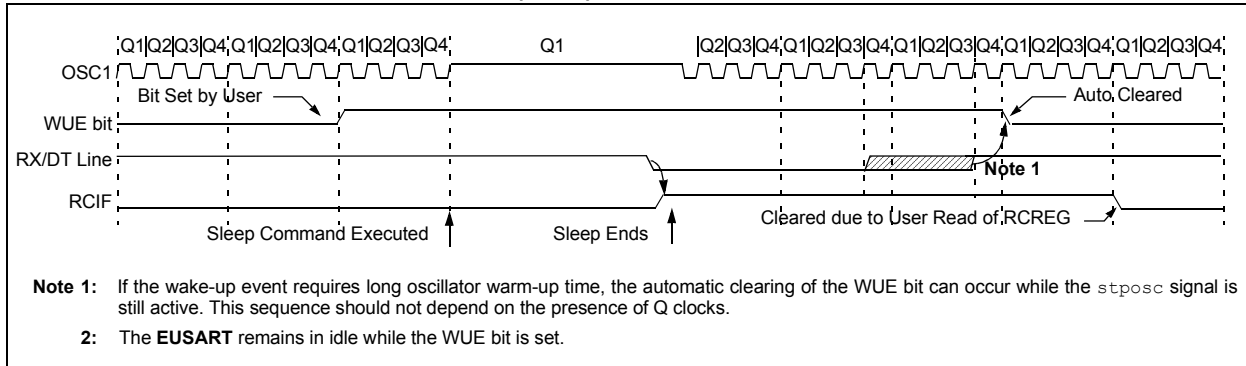 Q1|Q2|Q3|Q4 Q1|Q2|Q3|Q4 Q1|Q2|Q3|Q4 Q1 |Q2|Q3|Q4 Q1|Q2|Q3|Q4 Q1|Q2|Q3|Q4 Q1|Q2|Q3|Q4 Q1|Q2|Q3|Q4
OSC1
Bit Set by User Auto Cleared
WUE bit
RX/DT Line
Note 1
RCIF
Cleared due to User Read of RCREG
Sleep Command Executed Sleep Ends
Note 1: If the wake-up event requires long oscillator warm-up time, the automatic clearing of the WUE bit can occur while the stposc signal is
still active. This sequence should not depend on the presence of Q clocks.
2: The EUSART remains in idle while the WUE bit is set.